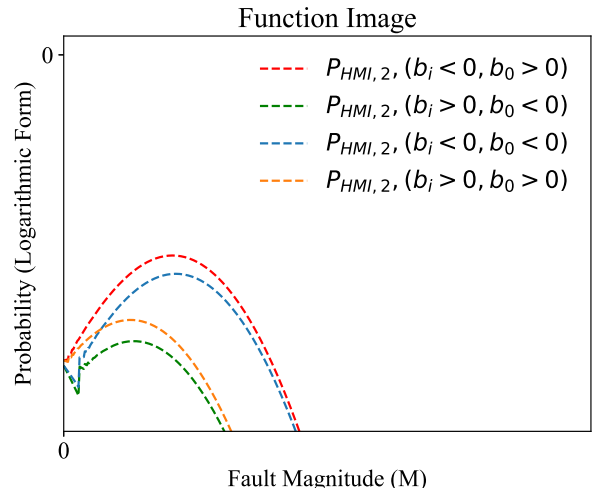 Function Image
0
P_{HMI, 2}, (b_i < 0, b_0 > 0)
P_{HMI, 2}, (b_i > 0, b_0 < 0)
P_{HMI, 2}, (b_i < 0, b_0 < 0)
P_{HMI, 2}, (b_i > 0, b_0 > 0)
Probability (Logarithmic Form)
0
Fault Magnitude (M)